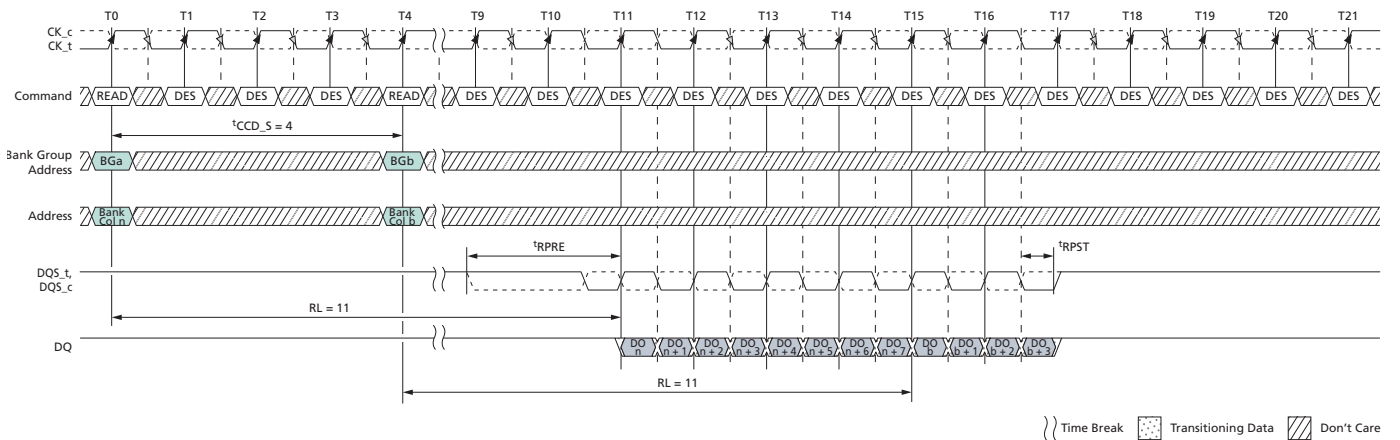 T0 T1 T2 T3 T4 T9 T10 T11 T12 T13 T14 T15 T16 T17 T18 T19 T20 T21
CK_c
CK_t
Command READ DES DES DES READ DES DES DES DES DES DES DES DES DES DES DES DES DES
tCCD_S = 4
Bank Group
Address
BGa BGb
Address
Bank
Col n
Bank
Col b
tRPRE tRPST
DQS_t,
DQS_c
RL = 11
DQ
DO
n
DO
n + 1
DO
n + 2
DO
n + 3
DO
n + 4
DO
n + 5
DO
n + 6
DO
n + 7
DO
b
DO
b + 1
DO
b + 2
DO
b + 3
RL = 11
Time Break Transitioning Data Don't Care